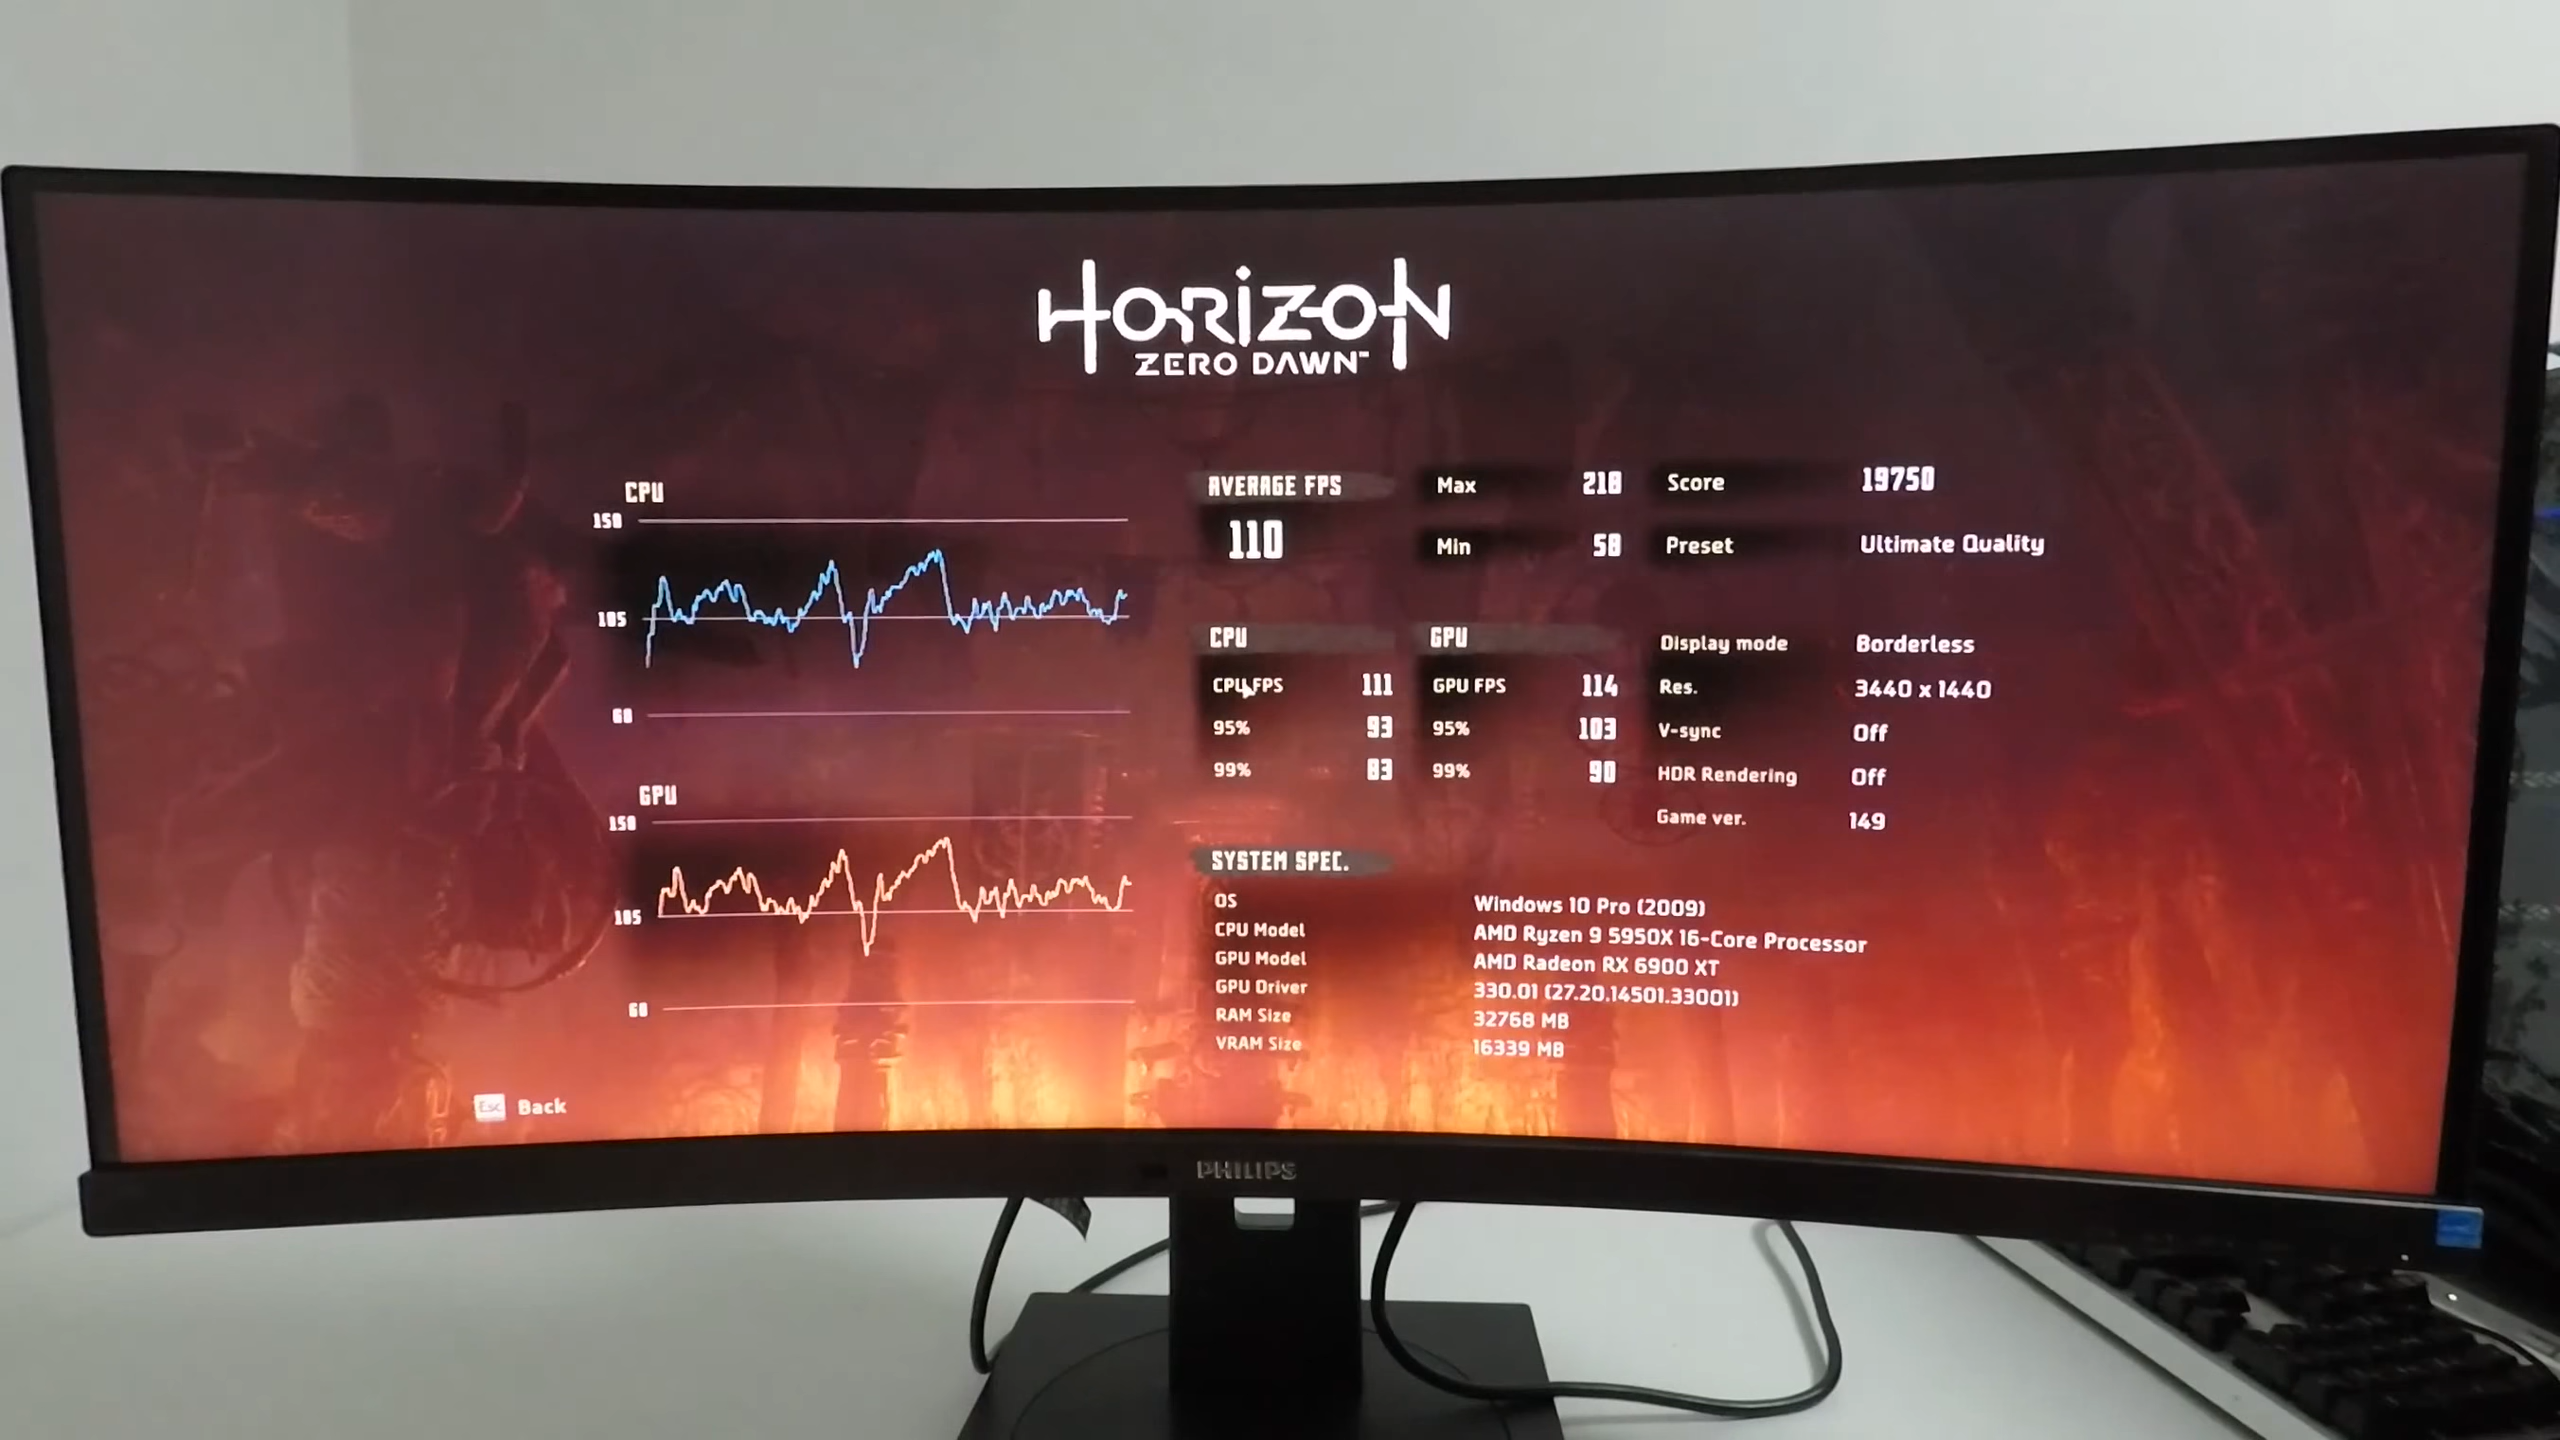 HORIZON
ZERO DAWN™
CPU
150
105
60
GPU
150
105
60
AVERAGE FPS
110
Max 218
Min 58
Score 19750
Preset Ultimate Quality
CPU
CPU FPS 111
95% 93
99% 83
GPU
GPU FPS 114
95% 103
99% 90
Display mode Borderless
Res. 3440 x 1440
V-sync Off
HDR Rendering Off
Game ver. 149
SYSTEM SPEC.
OS Windows 10 Pro (2009)
CPU Model AMD Ryzen 9 5950X 16-Core Processor
GPU Model AMD Radeon RX 6900 XT
GPU Driver 330.01 (27.20.14501.33001)
RAM Size 32768 MB
VRAM Size 16339 MB
Esc Back
PHILIPS